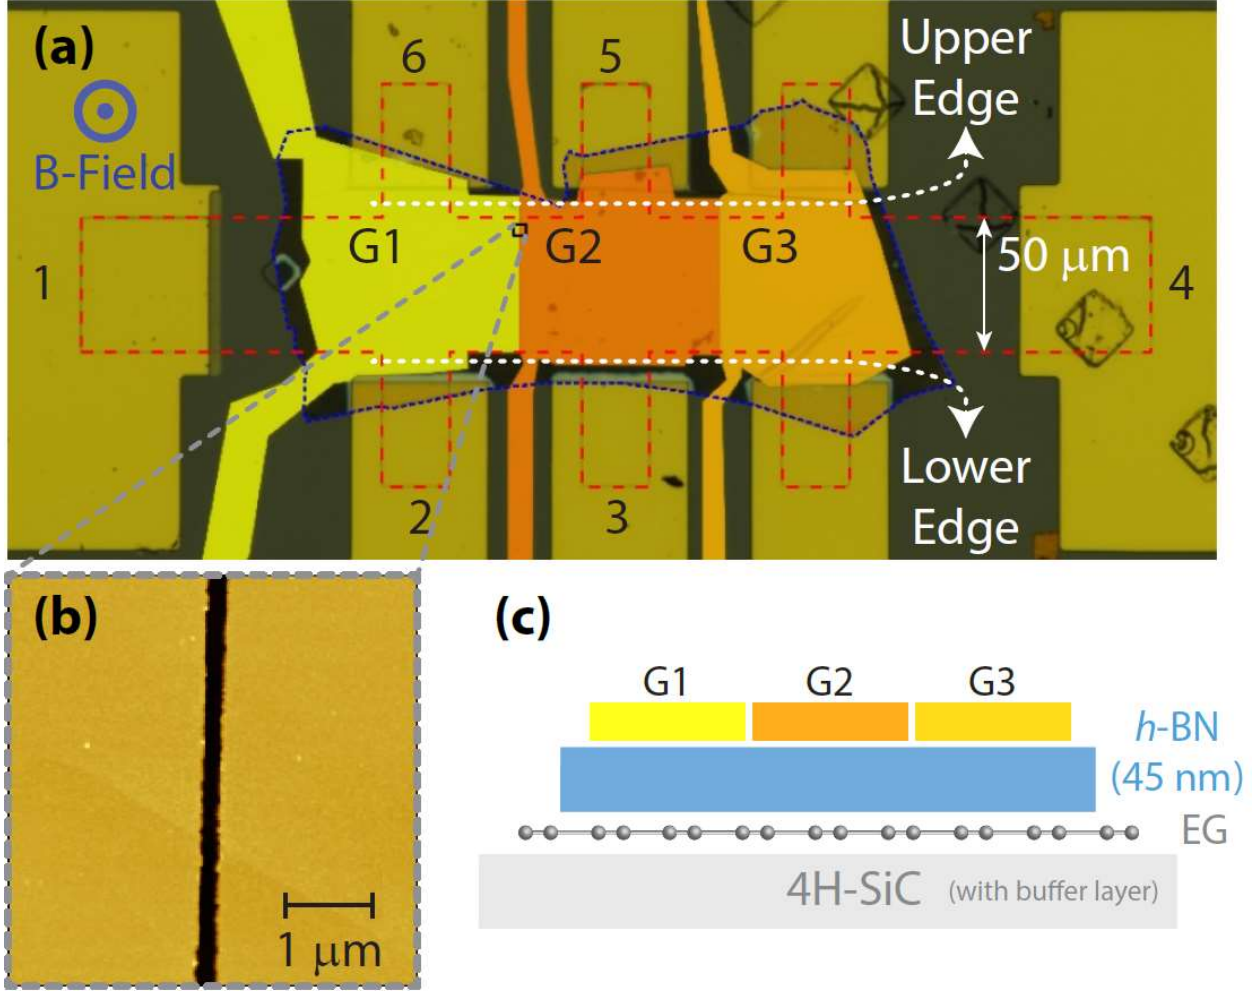 (a)
B-Field
6
5
Upper
Edge
G1
G2
G3
50 µm
1
4
2
3
Lower
Edge
(b)
1 µm
(c)
G1
G2
G3
h-BN
(45 nm)
EG
4H-SiC (with buffer layer)